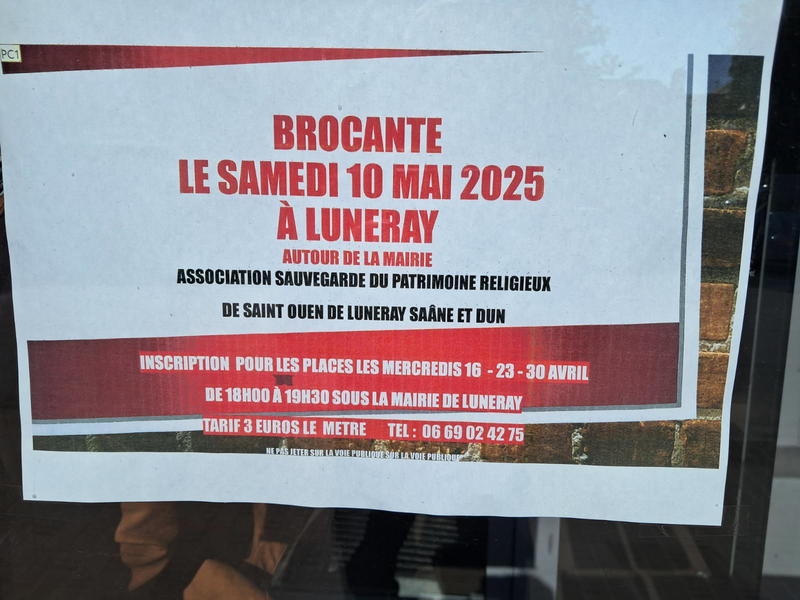 PC1
BROCANTE
LE SAMEDI 10 MAI 2025
À LUNERAY
AUTOUR DE LA MAIRIE
ASSOCIATION SAUVEGARDE DU PATRIMOINE RELIGIEUX
DE SAINT OUEN DE LUNERAY SAÂNE ET DUN
INSCRIPTION POUR LES PLACES LES MERCREDIS 16 - 23 - 30 AVRIL
DE 18H00 À 19H30 SOUS LA MAIRIE DE LUNERAY
TARIF 3 EUROS LE METRE TEL : 06 69 02 42 75
NE PAS JETER SUR LA VOIE PUBLIQUE SUR LA VOIE PUBLIQUE